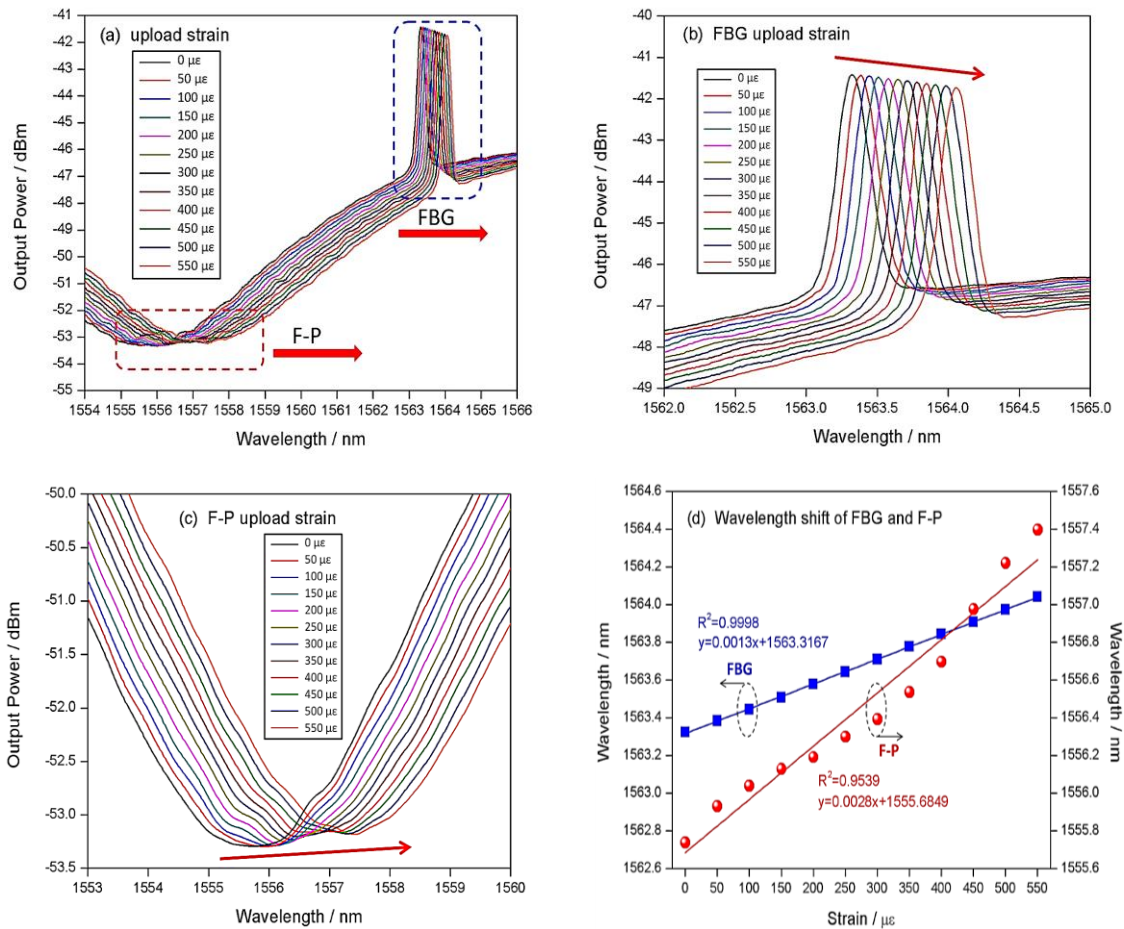 (a) upload strain
0 µε
50 µε
100 µε
150 µε
200 µε
250 µε
300 µε
350 µε
400 µε
450 µε
500 µε
550 µε
FBG
F-P
-41
-42
-43
-44
-45
-46
-47
-48
-49
-50
-51
-52
-53
-54
-55
Output Power / dBm
1554 1555 1556 1557 1558 1559 1560 1561 1562 1563 1564 1565 1566
Wavelength / nm
(b) FBG upload strain
0 µε
50 µε
100 µε
150 µε
200 µε
250 µε
300 µε
350 µε
400 µε
450 µε
500 µε
550 µε
-40
-41
-42
-43
-44
-45
-46
-47
-48
-49
Output Power / dBm
1562.0 1562.5 1563.0 1563.5 1564.0 1564.5 1565.0
Wavelength / nm
(c) F-P upload strain
0 µε
50 µε
100 µε
150 µε
200 µε
250 µε
300 µε
350 µε
400 µε
450 µε
500 µε
550 µε
-50.0
-50.5
-51.0
-51.5
-52.0
-52.5
-53.0
-53.5
Output Power / dBm
1553 1554 1555 1556 1557 1558 1559 1560
Wavelength / nm
(d) Wavelength shift of FBG and F-P
1564.6
1564.4
1564.2
1564.0
1563.8
1563.6
1563.4
1563.2
1563.0
1562.8
1562.6
Wavelength / nm
R²=0.9998
y=0.0013x+1563.3167
FBG
F-P
R²=0.9539
y=0.0028x+1555.6849
1557.6
1557.4
1557.2
1557.0
1556.8
1556.6
1556.4
1556.2
1556.0
1555.8
1555.6
Wavelength / nm
0 50 100 150 200 250 300 350 400 450 500 550
Strain / µε